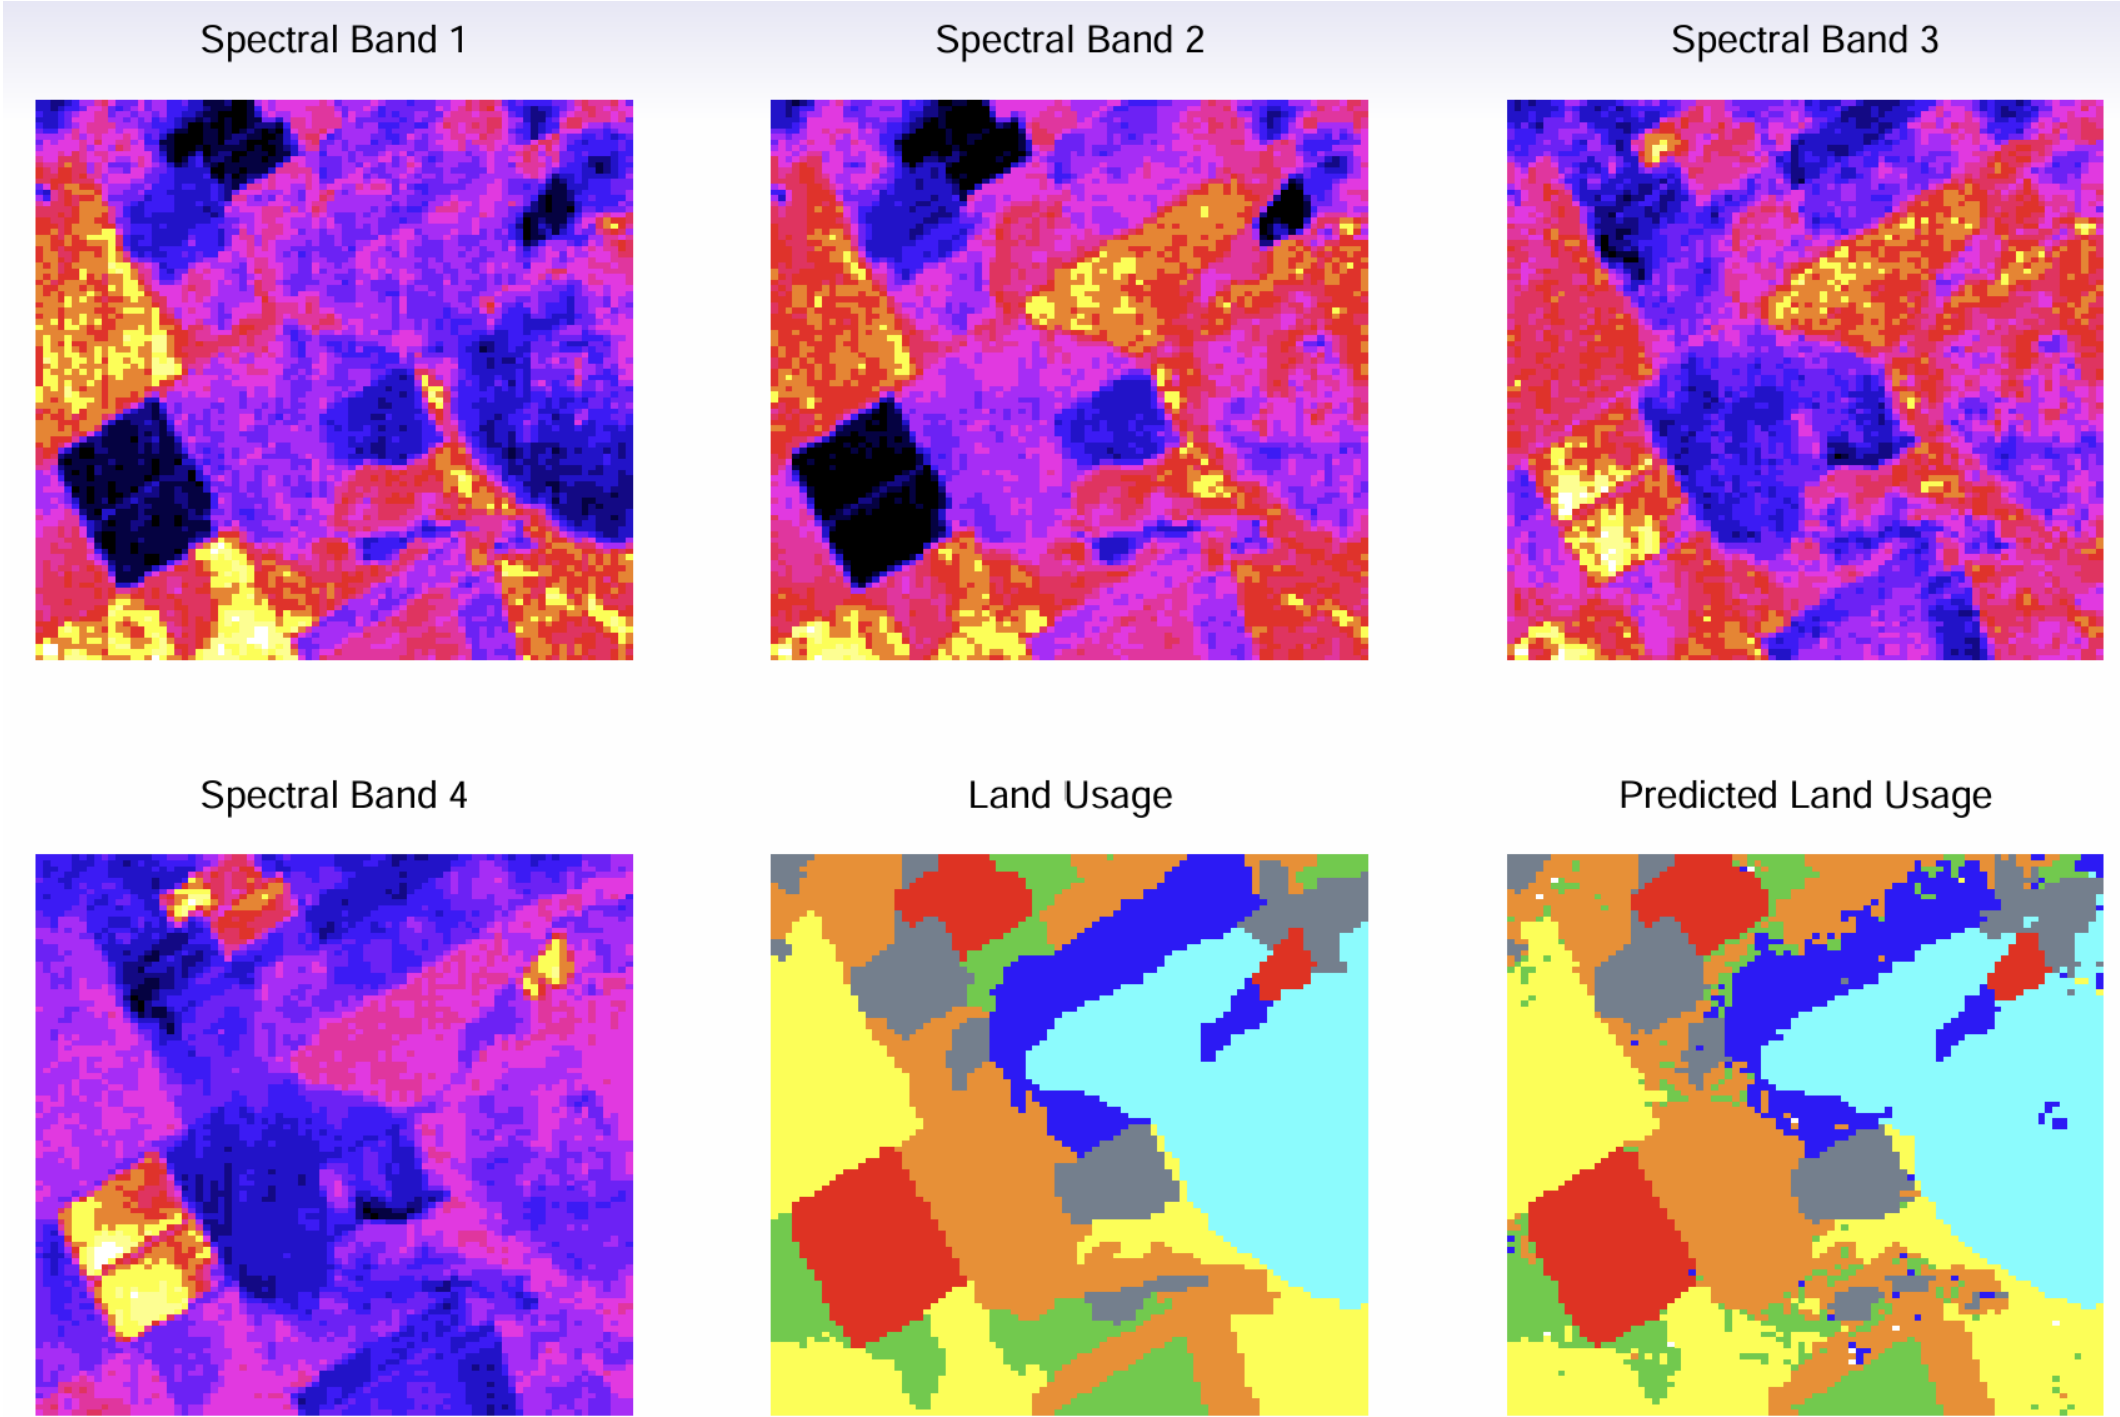 Spectral Band 1
Spectral Band 2
Spectral Band 3
Spectral Band 4
Land Usage
Predicted Land Usage